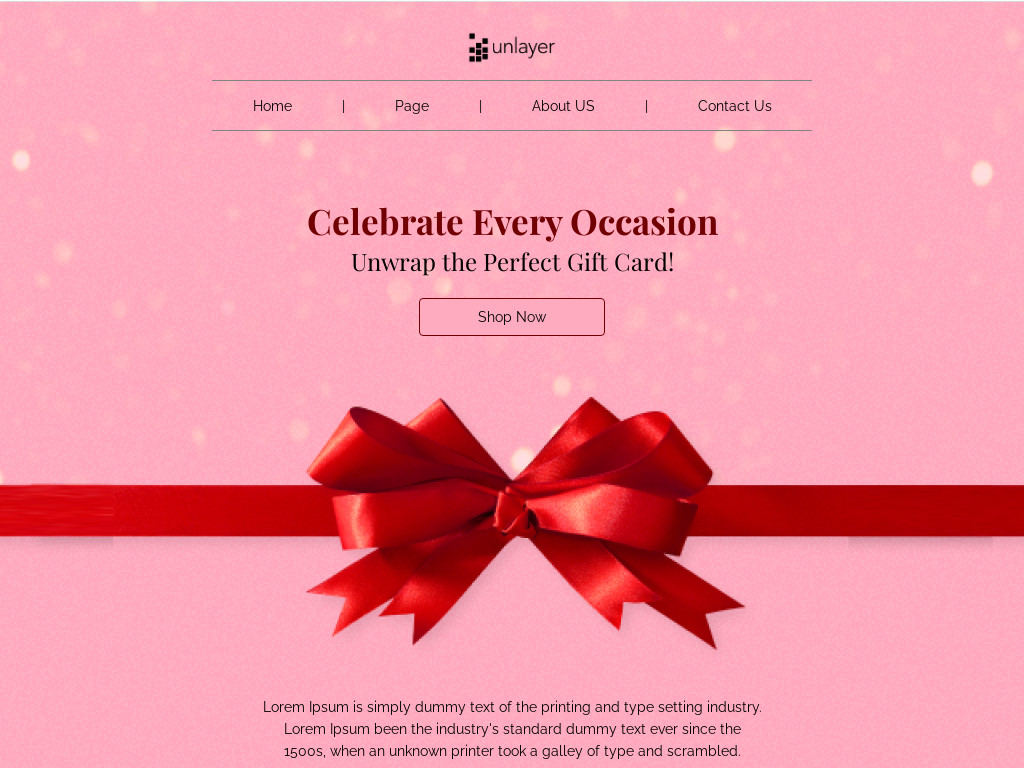 unlayer
Home | Page | About US | Contact Us
Celebrate Every Occasion
Unwrap the Perfect Gift Card!
Shop Now
Lorem Ipsum is simply dummy text of the printing and type setting industry.
Lorem Ipsum been the industry's standard dummy text ever since the
1500s, when an unknown printer took a galley of type and scrambled.